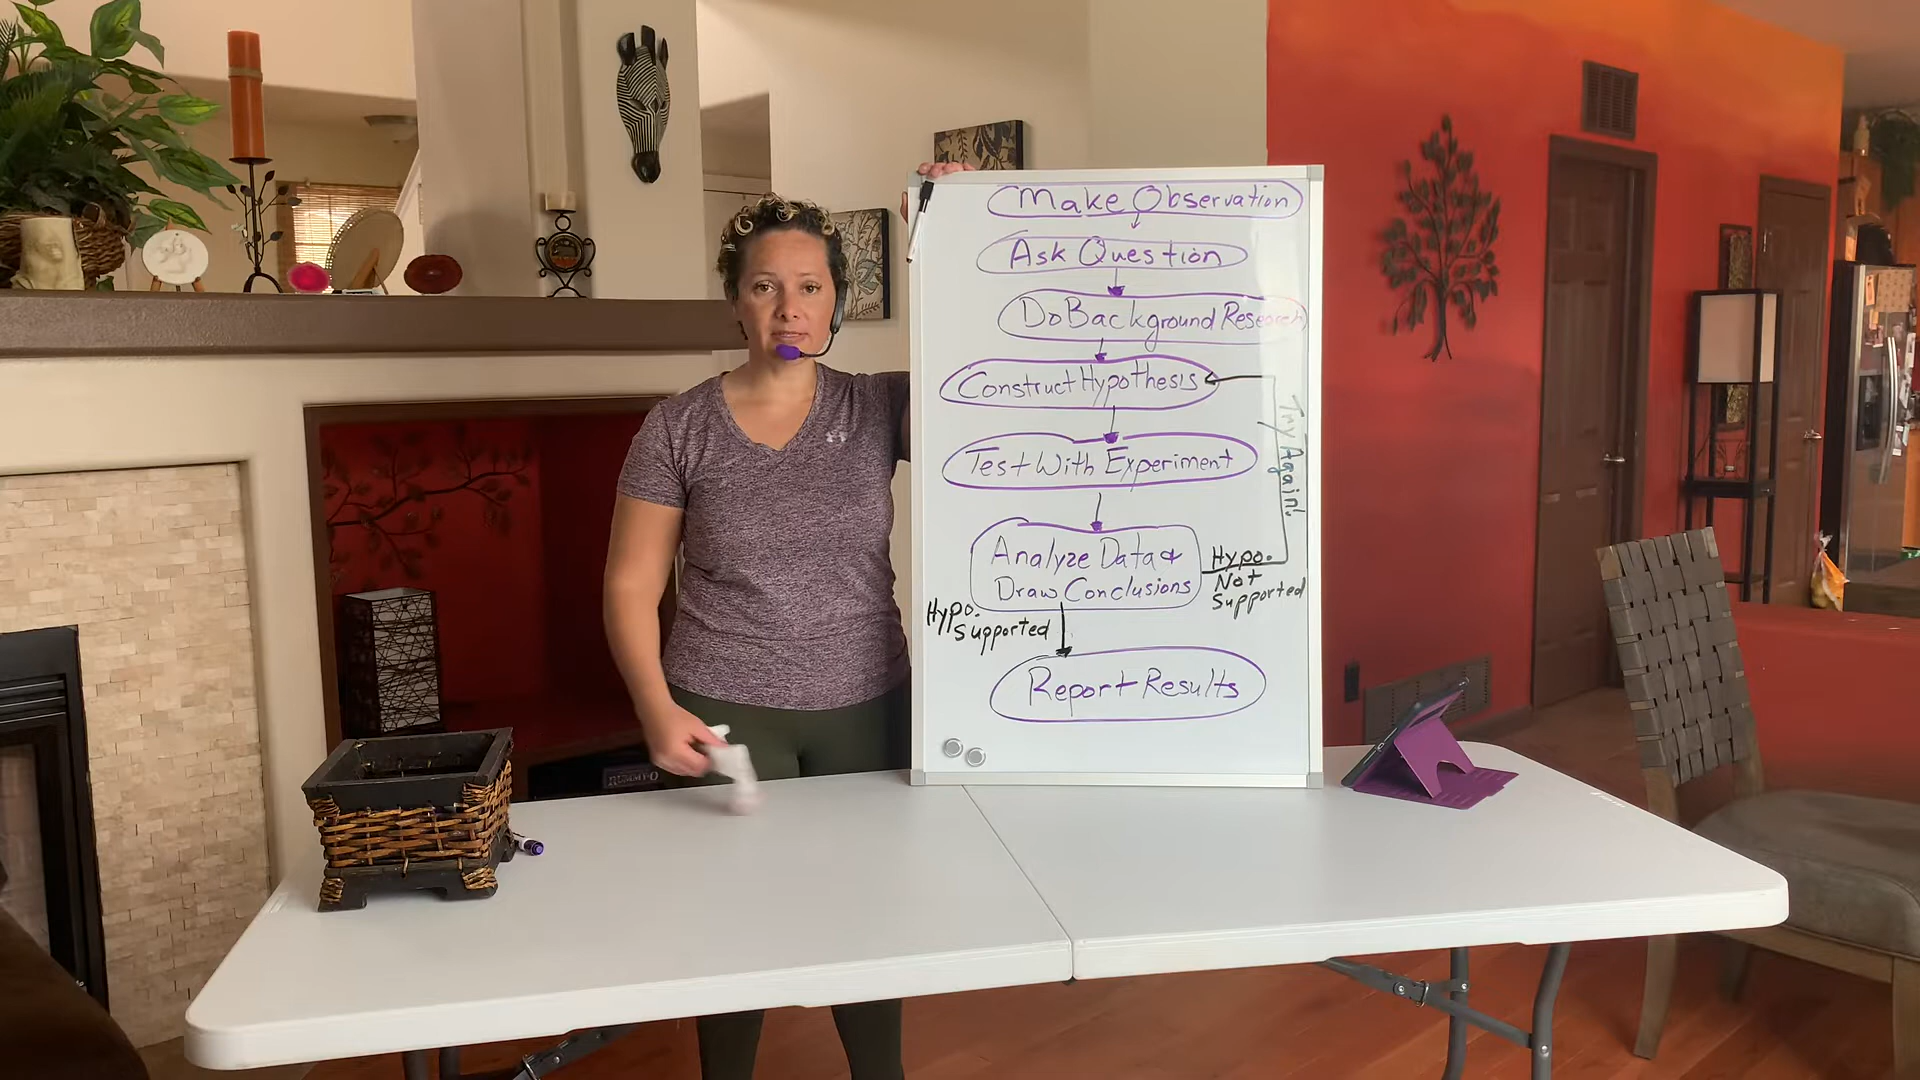 Make Observation
Ask Question
Do Background Research
Construct Hypothesis
Test With Experiment
Analyze Data &
Draw Conclusions
Hypo.
Not
Supported
Try Again!
Hypo.
Supported
Report Results
RUMMY-O